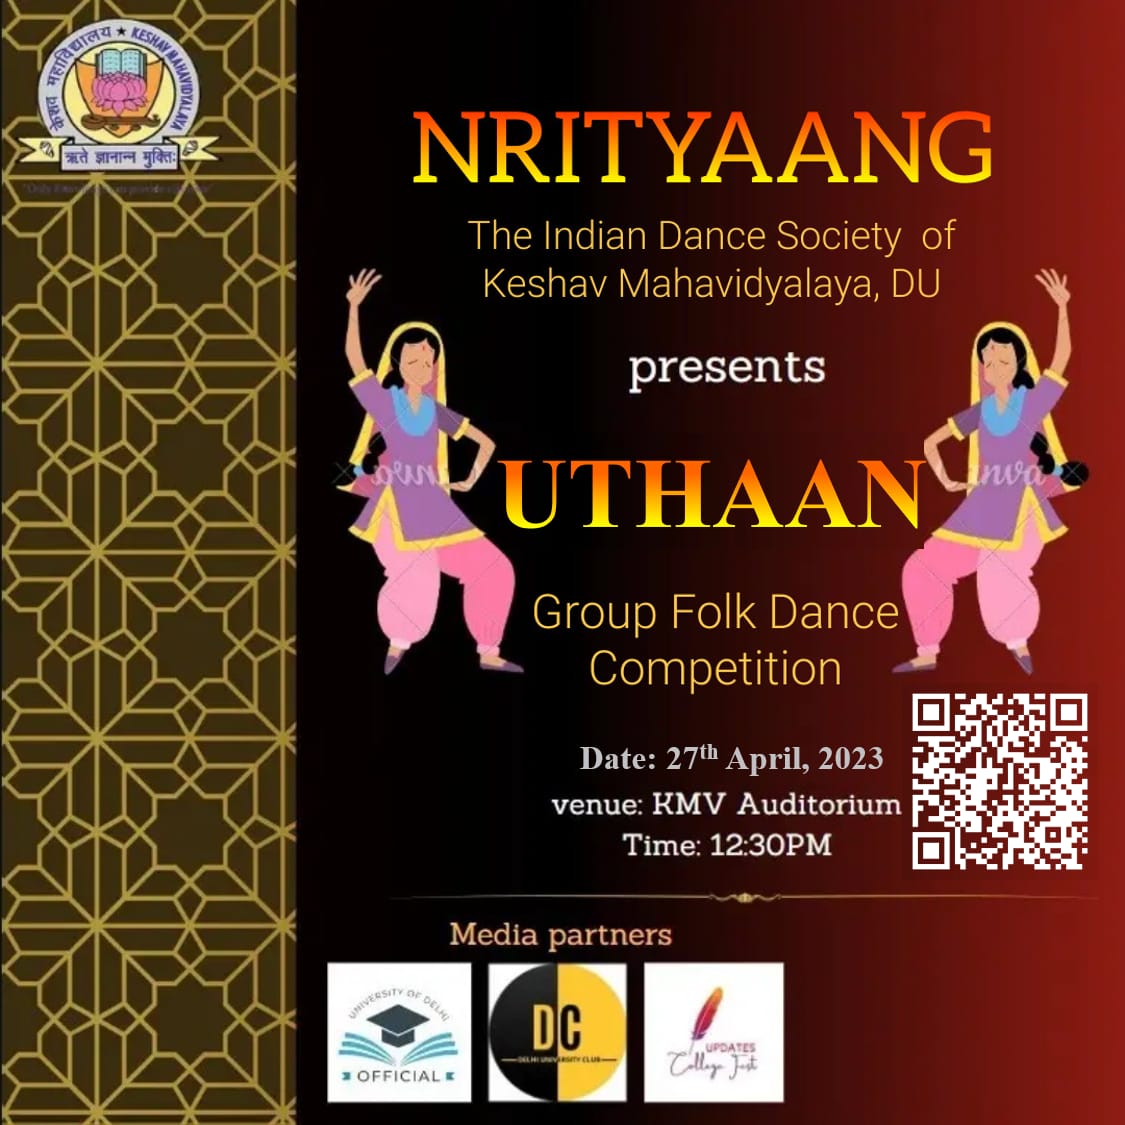 केशव महाविद्यालय ★ KESHAV MAHAVIDYALAYA
ऋते ज्ञानान्न मुक्तिः
NRITYAANG
The Indian Dance Society of
Keshav Mahavidyalaya, DU
presents
UTHAAN
Group Folk Dance
Competition
Date: 27th April, 2023
venue: KMV Auditorium
Time: 12:30PM
Media partners
UNIVERSITY OF DELHI
OFFICIAL
DC
DELHI UNIVERSITY CLUB
UPDATES
College Fest